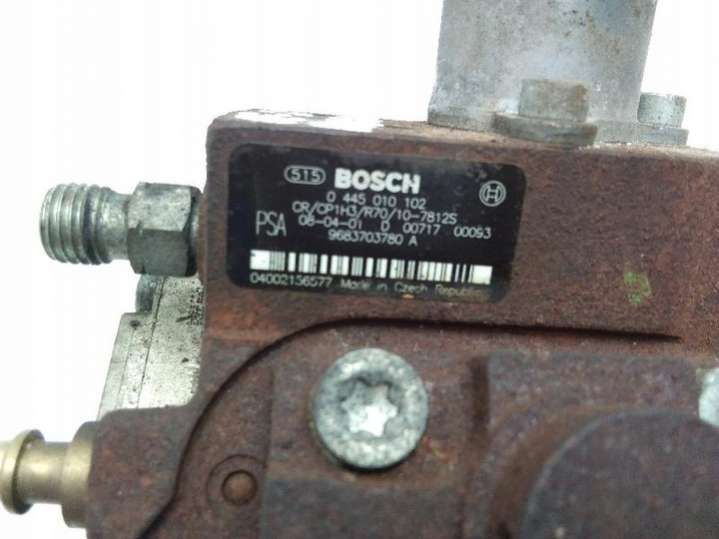 515 BOSCH
0 445 010 102
CR/CP1H3/R70/10-7812S
PSA 08-04-01 D 00717 00093
9683703780 A
04002156577 Made in Czech Republic